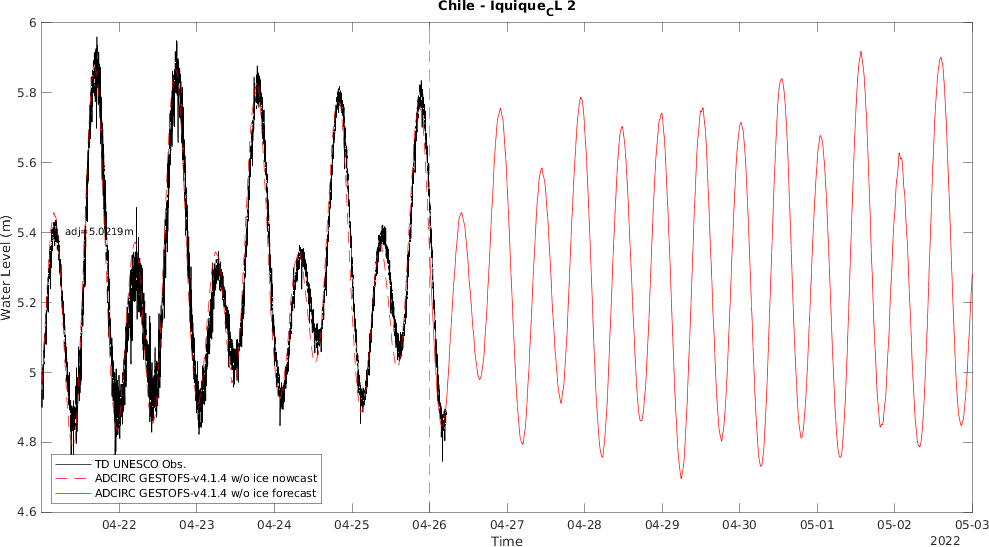 Chile - Iquique_CL 2
6
5.8
5.6
5.4
5.2
5
4.8
4.6
Water Level (m)
adj=5.0219m
TD UNESCO Obs.
ADCIRC GESTOFS-v4.1.4 w/o ice nowcast
ADCIRC GESTOFS-v4.1.4 w/o ice forecast
04-22 04-23 04-24 04-25 04-26 04-27 04-28 04-29 04-30 05-01 05-02 05-03
Time
2022